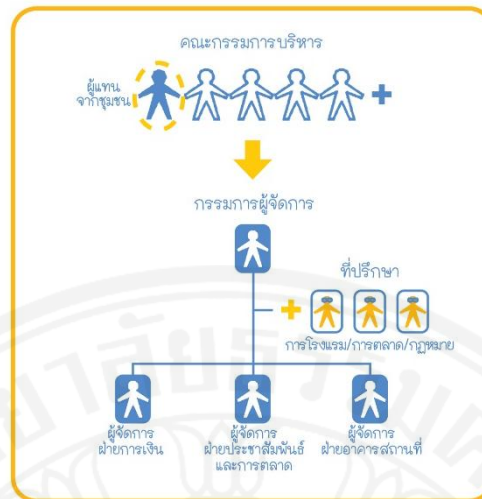 คณะกรรมการบริหาร
ผู้แทน
จากชุมชน
+
กรรมการผู้จัดการ
ที่ปรึกษา
+
การโรงแรม/การตลาด/กฎหมาย
ผู้จัดการ
ฝ่ายการเงิน
ผู้จัดการ
ฝ่ายประชาสัมพันธ์
และการตลาด
ผู้จัดการ
ฝ่ายอาคารสถานที่